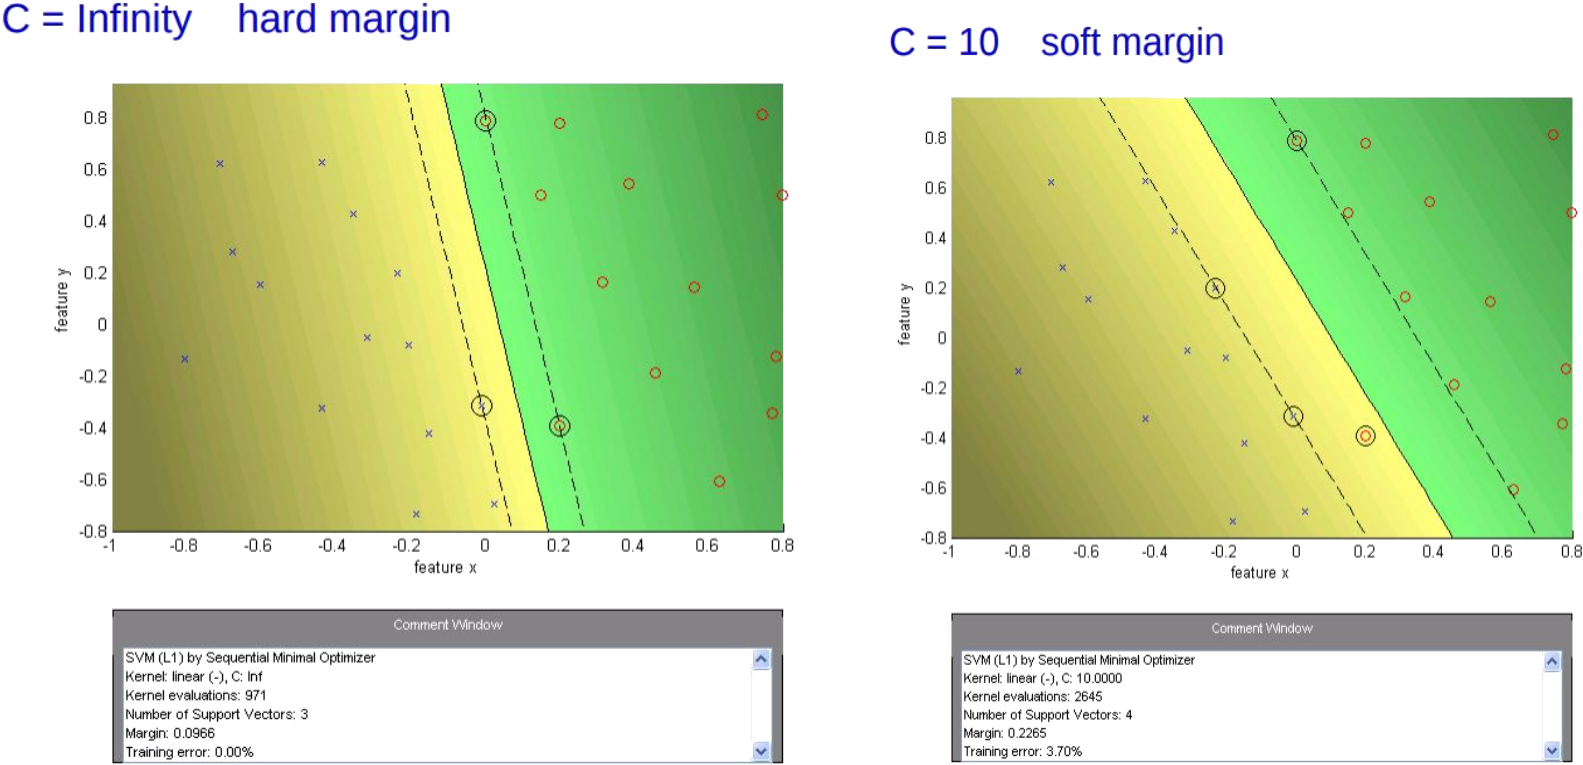 C = Infinity hard margin
C = 10 soft margin
0.8
0.6
0.4
0.2
0
-0.2
-0.4
-0.6
-0.8
feature y
-1 -0.8 -0.6 -0.4 -0.2 0 0.2 0.4 0.6 0.8
feature x
0.8
0.6
0.4
0.2
0
-0.2
-0.4
-0.6
-0.8
feature y
-1 -0.8 -0.6 -0.4 -0.2 0 0.2 0.4 0.6 0.8
feature x
Comment Window
SVM (L1) by Sequential Minimal Optimizer
Kernel: linear (-), C: Inf
Kernel evaluations: 971
Number of Support Vectors: 3
Margin: 0.0966
Training error: 0.00%
Comment Window
SVM (L1) by Sequential Minimal Optimizer
Kernel: linear (-), C: 10.0000
Kernel evaluations: 2645
Number of Support Vectors: 4
Margin: 0.2265
Training error: 3.70%